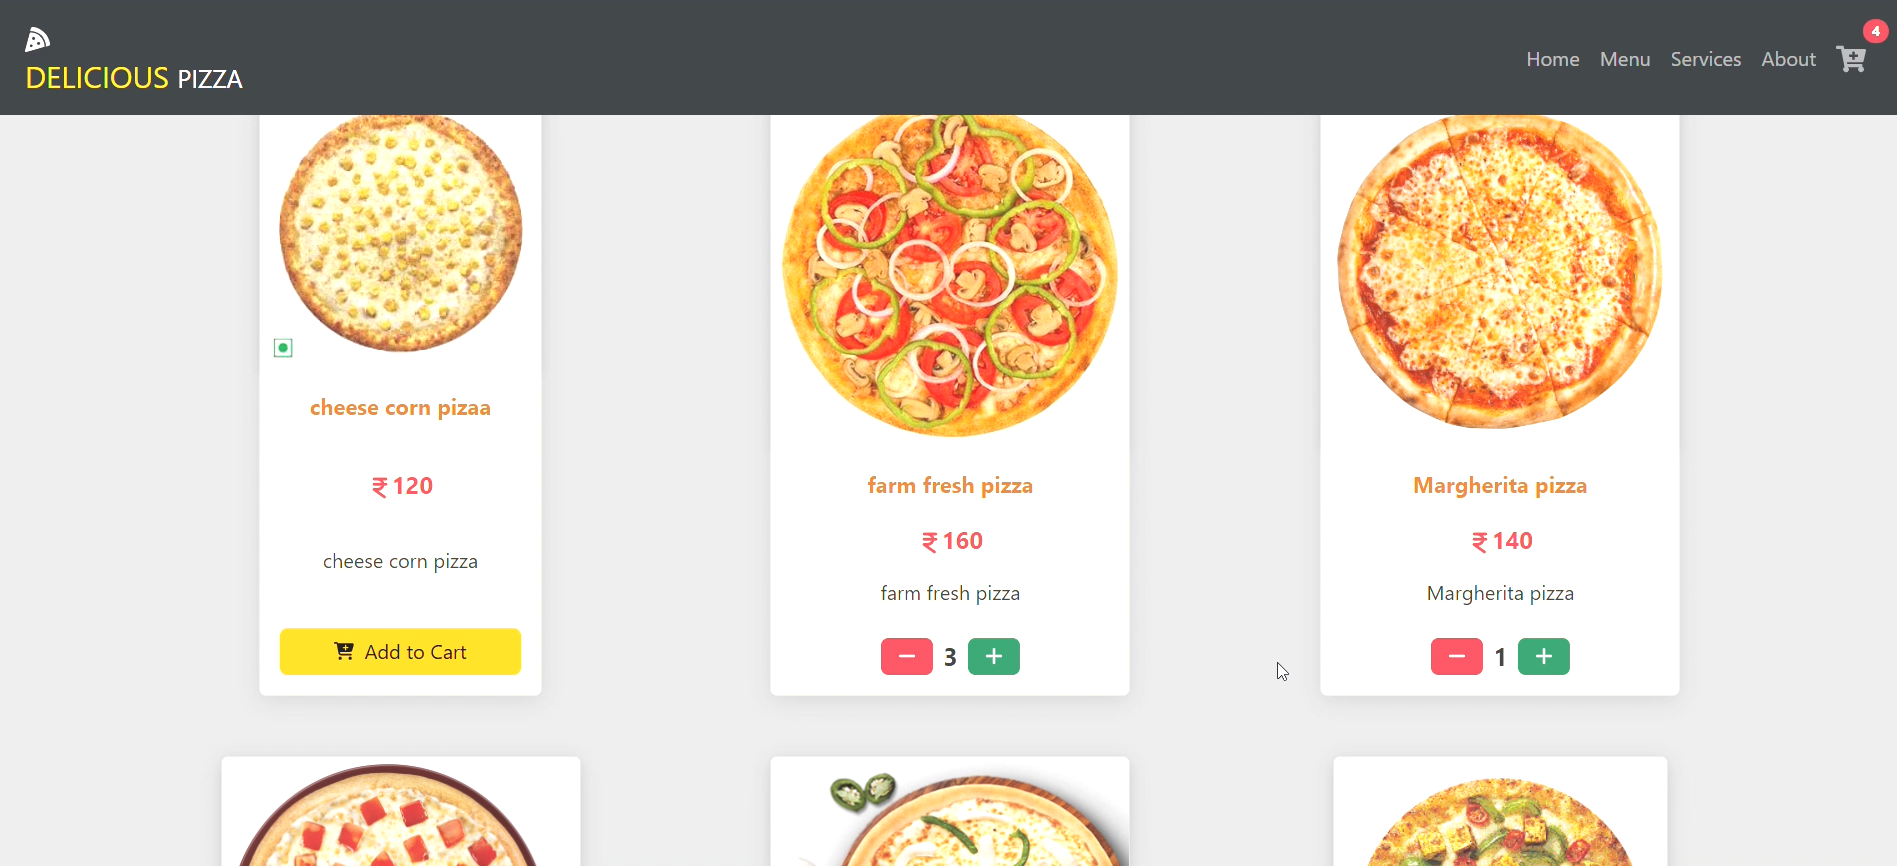 DELICIOUS PIZZA
Home Menu Services About 4
cheese corn pizaa
₹ 120
cheese corn pizza
Add to Cart
farm fresh pizza
₹ 160
farm fresh pizza
− 3 +
Margherita pizza
₹ 140
Margherita pizza
− 1 +